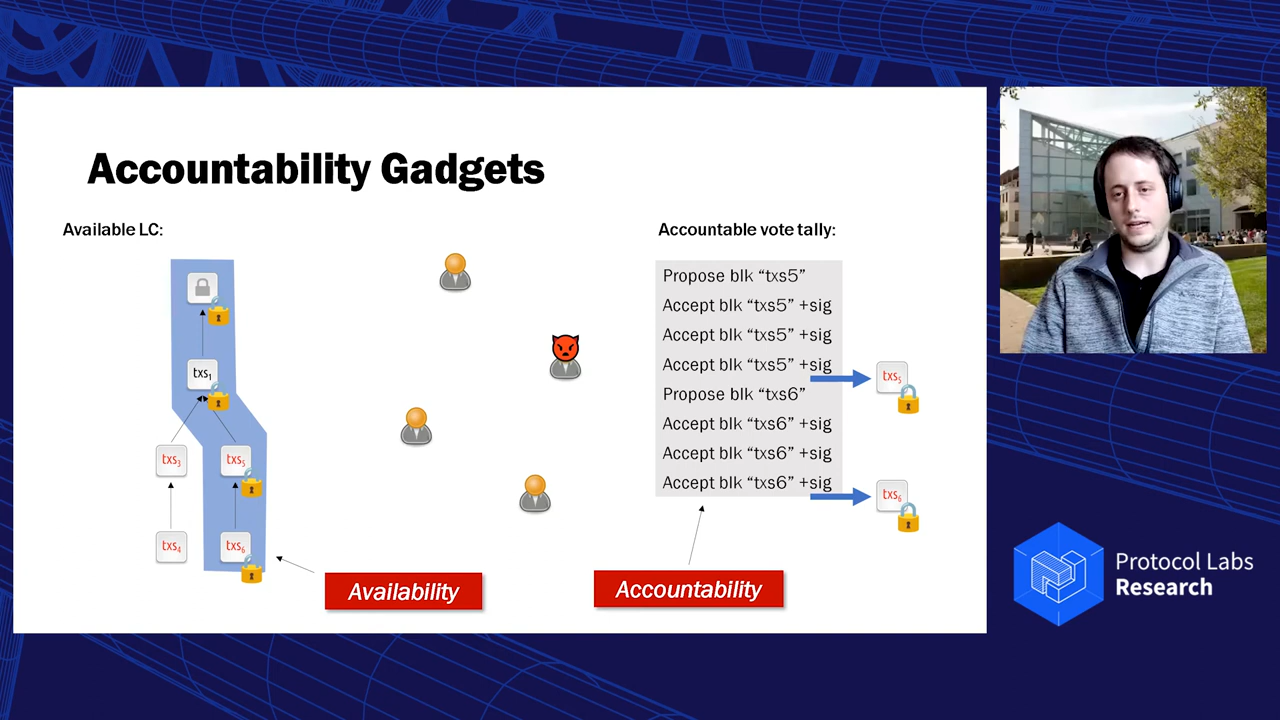 Accountability Gadgets
Available LC:
txs1
txs3
txs5
txs4
txs6
Availability
Accountable vote tally:
Propose blk “txs5”
Accept blk “txs5” +sig
Accept blk “txs5” +sig
Accept blk “txs5” +sig
Propose blk “txs6”
Accept blk “txs6” +sig
Accept blk “txs6” +sig
Accept blk “txs6” +sig
txs5
txs6
Accountability
Protocol Labs
Research